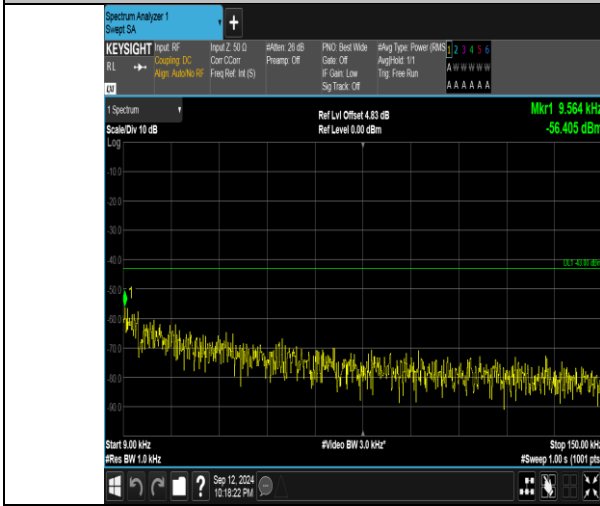 Spectrum Analyzer 1
Swept SA
+
KEYSIGHT Input: RF Input Z: 50 Ω #Atten: 26 dB PNO: Best Wide #Avg Type: Power (RMS 1 2 3 4 5 6
RL Coupling: DC Corr CCorr Preamp: Off Gate: Off Avg|Hold: 1/1 A W W W W W
Align: Auto/No RF Freq Ref: Int (S) IF Gain: Low Trig: Free Run
Sig Track: Off A A A A A A
1 Spectrum Ref Lvl Offset 4.83 dB Mkr1 9.564 kHz
Scale/Div 10 dB Ref Level 0.00 dBm -56.405 dBm
Log
-10.0
-20.0
-30.0
-40.0
DL1 -43.00 dBm
-50.0
1
-60.0
-70.0
-80.0
-90.0
Start 9.00 kHz #Video BW 3.0 kHz* Stop 150.00 kHz
#Res BW 1.0 kHz #Sweep 1.00 s (1001 pts
? Sep 12, 2024
10:18:22 PM